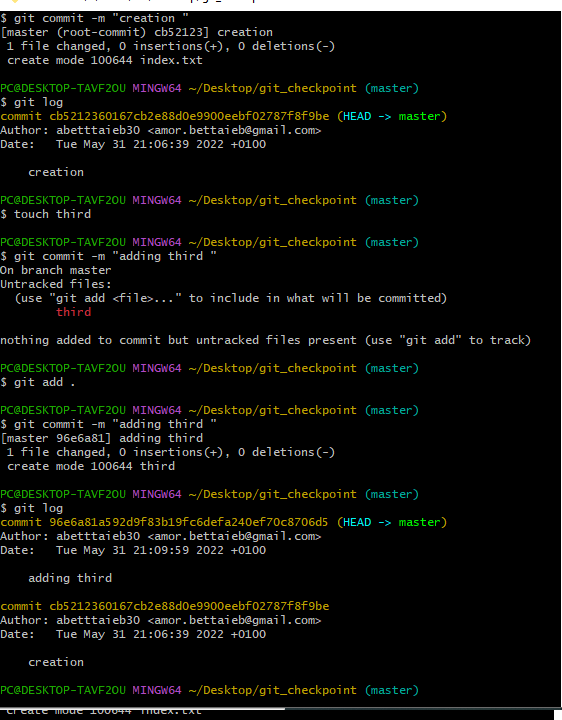 $ git commit -m "creation "
[master (root-commit) cb52123] creation
 1 file changed, 0 insertions(+), 0 deletions(-)
 create mode 100644 index.txt

PC@DESKTOP-TAVF2OU MINGW64 ~/Desktop/git_checkpoint (master)
$ git log
commit cb5212360167cb2e88d0e9900eebf02787f8f9be (HEAD -> master)
Author: abetttaieb30 <amor.bettaieb@gmail.com>
Date:   Tue May 31 21:06:39 2022 +0100

    creation

PC@DESKTOP-TAVF2OU MINGW64 ~/Desktop/git_checkpoint (master)
$ touch third

PC@DESKTOP-TAVF2OU MINGW64 ~/Desktop/git_checkpoint (master)
$ git commit -m "adding third "
On branch master
Untracked files:
  (use "git add <file>..." to include in what will be committed)
        third

nothing added to commit but untracked files present (use "git add" to track)

PC@DESKTOP-TAVF2OU MINGW64 ~/Desktop/git_checkpoint (master)
$ git add .

PC@DESKTOP-TAVF2OU MINGW64 ~/Desktop/git_checkpoint (master)
$ git commit -m "adding third "
[master 96e6a81] adding third
 1 file changed, 0 insertions(+), 0 deletions(-)
 create mode 100644 third

PC@DESKTOP-TAVF2OU MINGW64 ~/Desktop/git_checkpoint (master)
$ git log
commit 96e6a81a592d9f83b19fc6defa240ef70c8706d5 (HEAD -> master)
Author: abetttaieb30 <amor.bettaieb@gmail.com>
Date:   Tue May 31 21:09:59 2022 +0100

    adding third

commit cb5212360167cb2e88d0e9900eebf02787f8f9be
Author: abetttaieb30 <amor.bettaieb@gmail.com>
Date:   Tue May 31 21:06:39 2022 +0100

    creation

PC@DESKTOP-TAVF2OU MINGW64 ~/Desktop/git_checkpoint (master)
 create mode 100644 index.txt